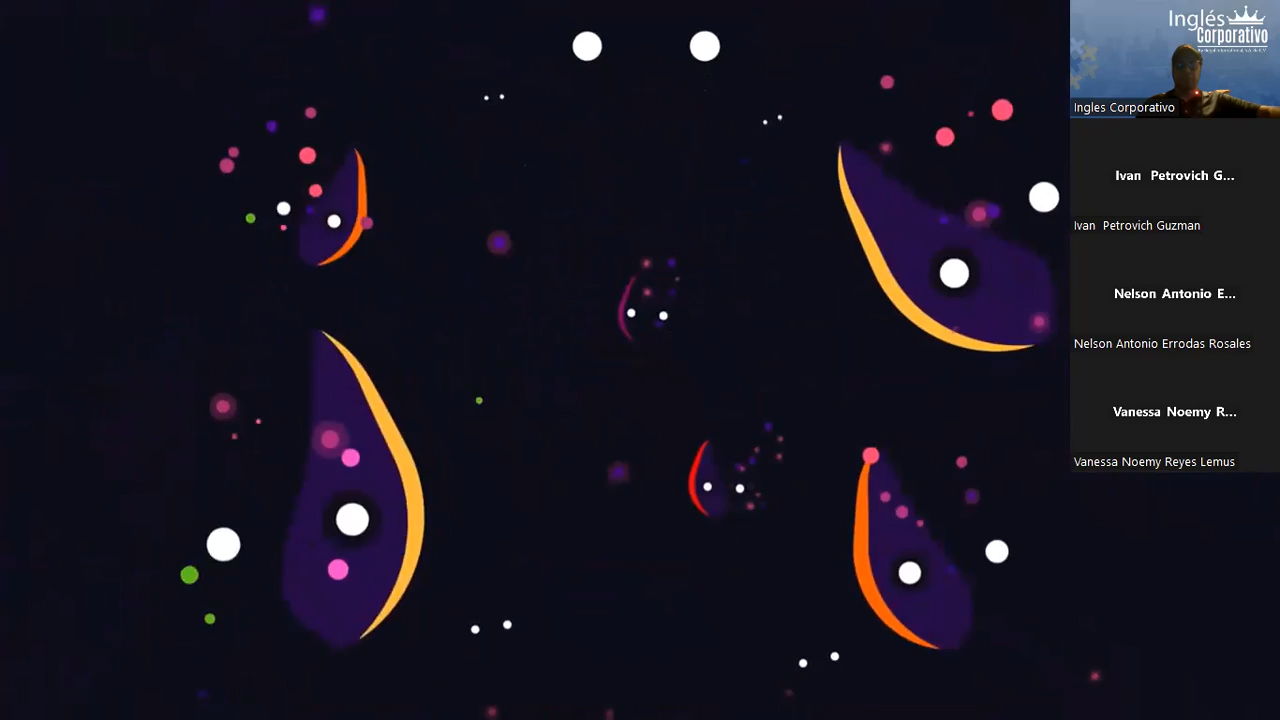 Inglés
Corporativo
Ingles Corporativo
Ivan Petrovich G...
Ivan Petrovich Guzman
Nelson Antonio E...
Nelson Antonio Errodas Rosales
Vanessa Noemy R...
Vanessa Noemy Reyes Lemus